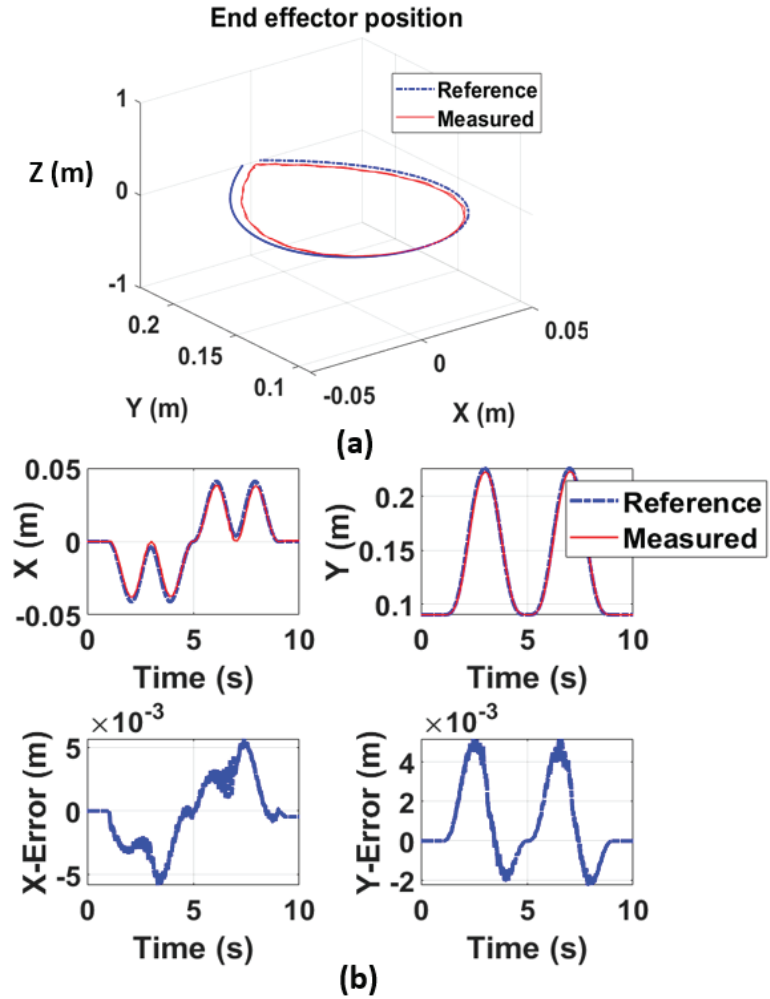 End effector position
Reference
Measured
Z (m)
1
0
-1
0.2
0.15
0.1
Y (m)
-0.05
0
0.05
X (m)
(a)
X (m)
0.05
0
-0.05
0 5 10
Time (s)
Y (m)
0.2
0.15
0.1
0 5 10
Time (s)
Reference
Measured
×10⁻³
X-Error (m)
5
0
-5
0 5 10
Time (s)
×10⁻³
Y-Error (m)
4
2
0
-2
0 5 10
Time (s)
(b)